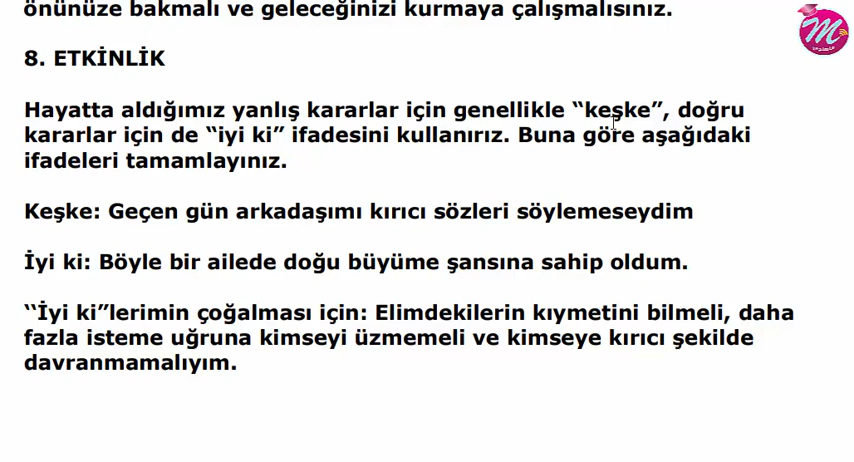 önünüze bakmalı ve geleceğinizi kurmaya çalışmalısınız.
8. ETKİNLİK
Hayatta aldığımız yanlış kararlar için genellikle “keşke”, doğru
kararlar için de “iyi ki” ifadesini kullanırız. Buna göre aşağıdaki
ifadeleri tamamlayınız.
Keşke: Geçen gün arkadaşımı kırıcı sözleri söylemeseydim
İyi ki: Böyle bir ailede doğu büyüme şansına sahip oldum.
‘‘İyi ki”lerimin çoğalması için: Elimdekilerin kıymetini bilmeli, daha
fazla isteme uğruna kimseyi üzmemeli ve kimseye kırıcı şekilde
davranmamalıyım.